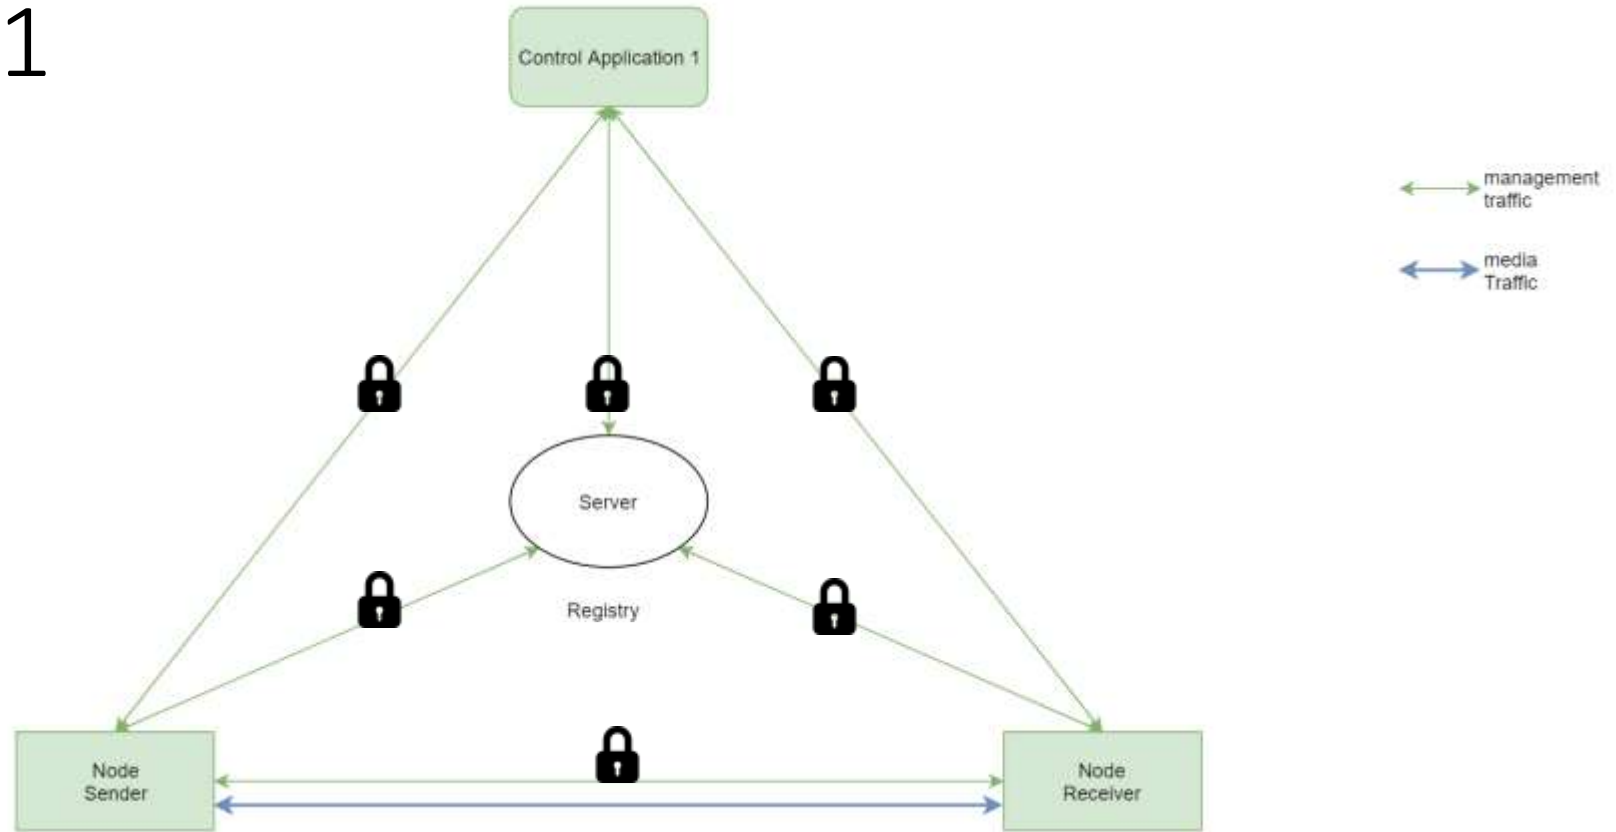 1
Control Application 1
management
traffic
media
Traffic
Server
Registry
Node
Sender
Node
Receiver